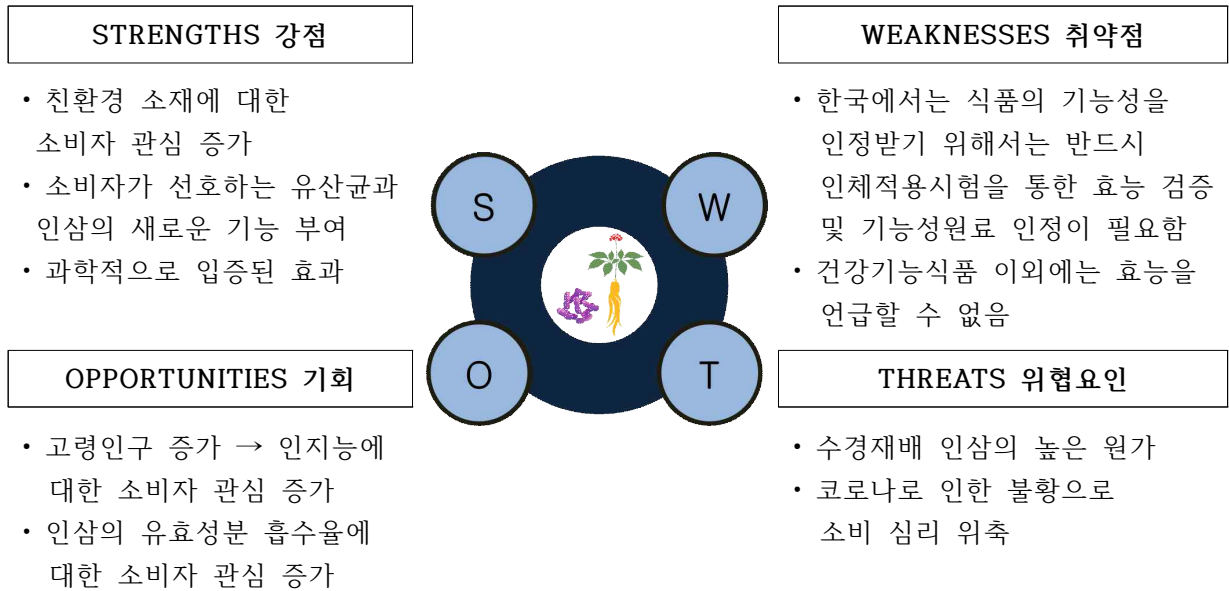 STRENGTHS 강점
• 친환경 소재에 대한
소비자 관심 증가
• 소비자가 선호하는 유산균과
인삼의 새로운 기능 부여
• 과학적으로 입증된 효과
WEAKNESSES 취약점
• 한국에서는 식품의 기능성을
인정받기 위해서는 반드시
인체적용시험을 통한 효능 검증
및 기능성원료 인정이 필요함
• 건강기능식품 이외에는 효능을
언급할 수 없음
S
W
O
T
OPPORTUNITIES 기회
• 고령인구 증가 → 인지능에
대한 소비자 관심 증가
• 인삼의 유효성분 흡수율에
대한 소비자 관심 증가
THREATS 위협요인
• 수경재배 인삼의 높은 원가
• 코로나로 인한 불황으로
소비 심리 위축